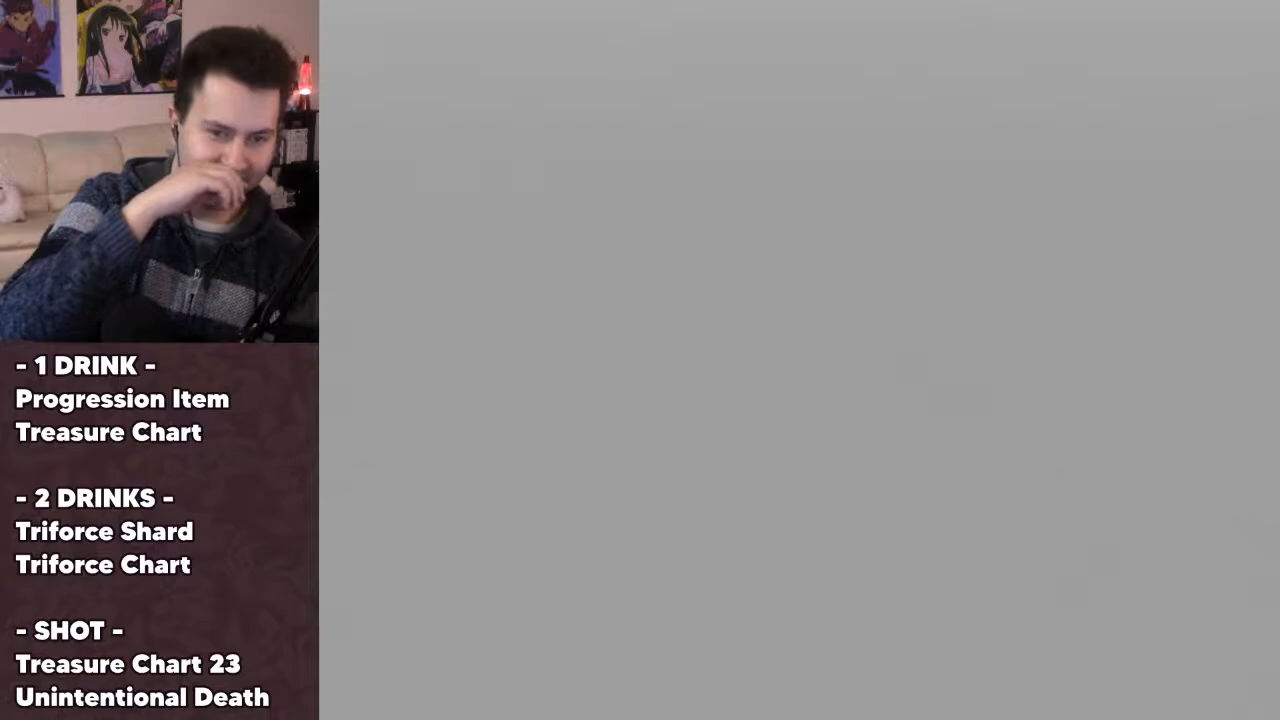 - 1 DRINK -
Progression Item
Treasure Chart
- 2 DRINKS -
Triforce Shard
Triforce Chart
- SHOT -
Treasure Chart 23
Unintentional Death